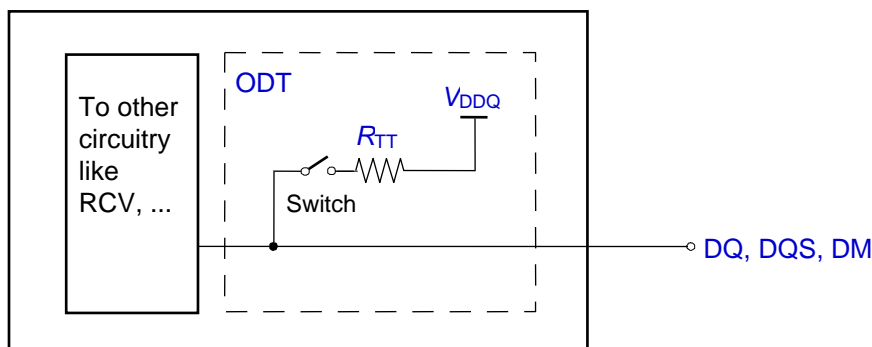 To other
circuitry
like
RCV, ...
ODT
VDDQ
RTT
Switch
DQ, DQS, DM